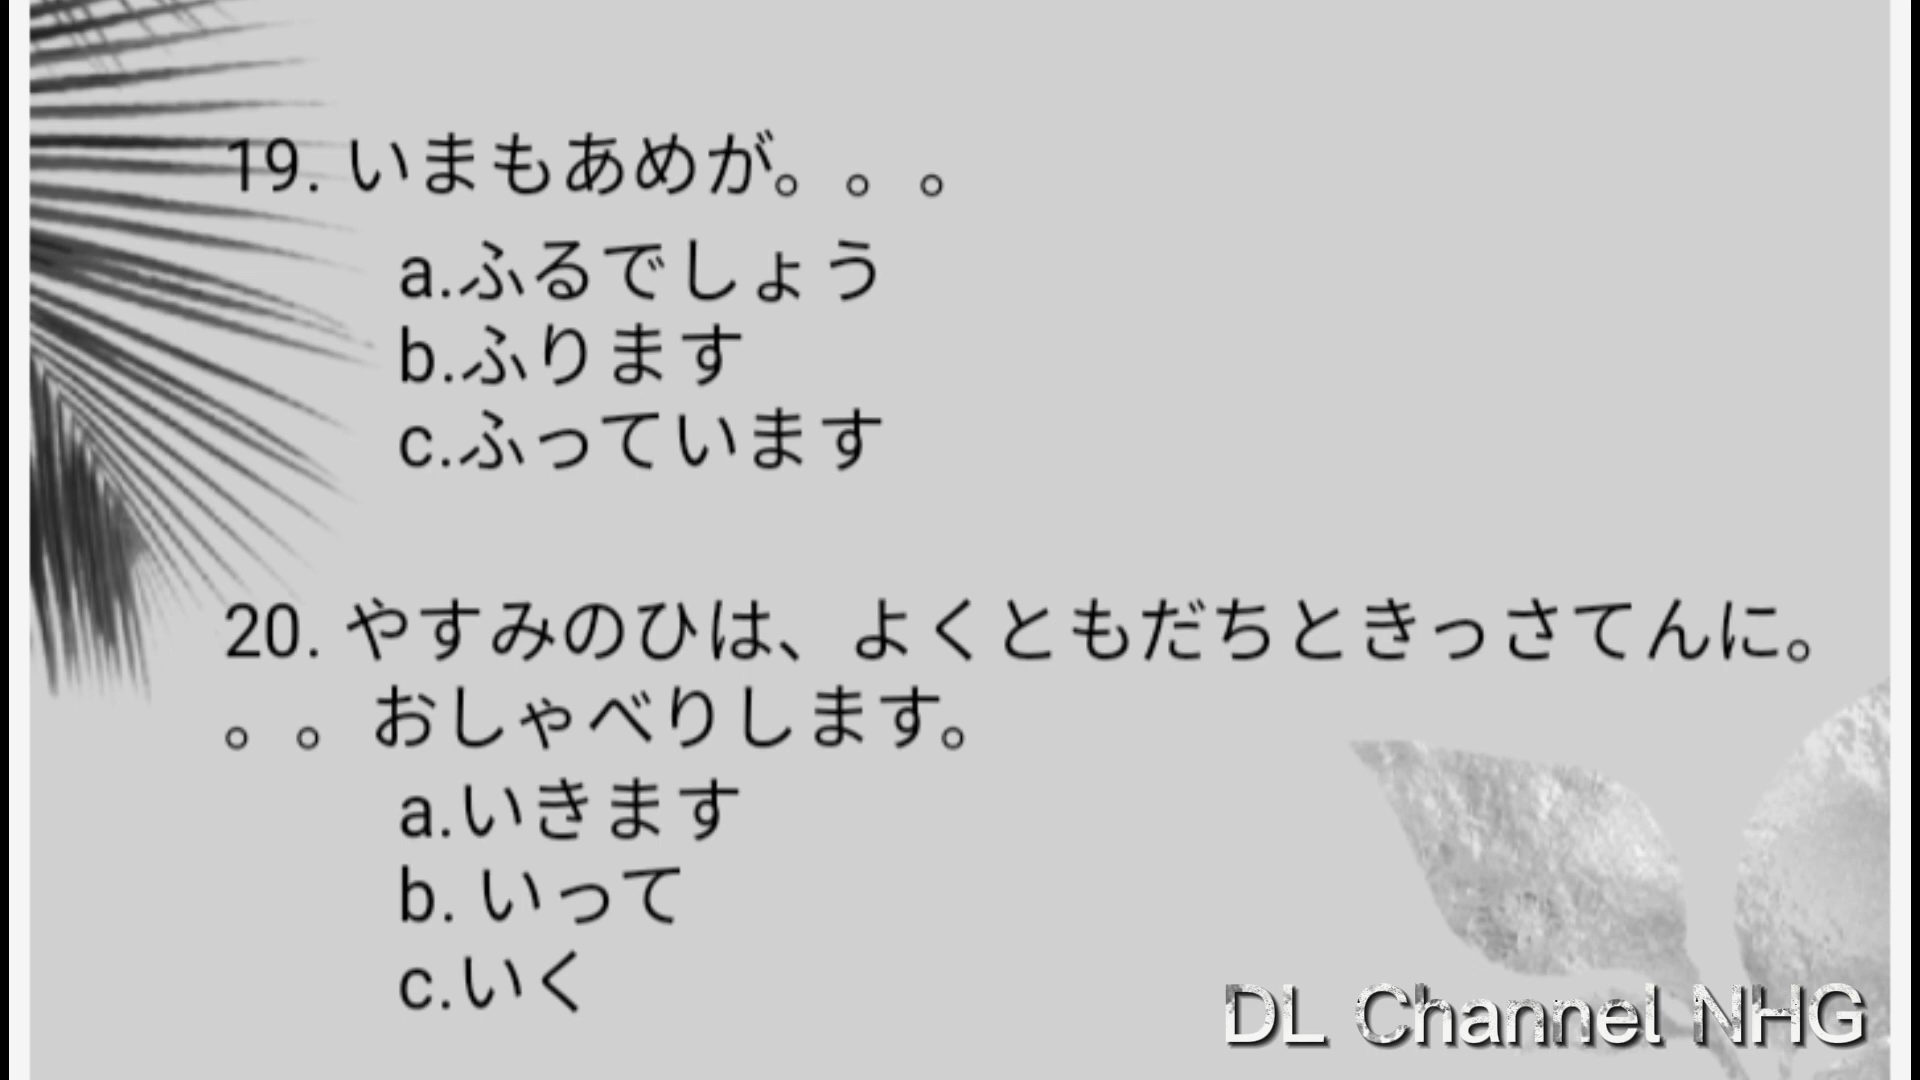 19. いまもあめが。。。
a.ふるでしょう
b.ふります
c.ふっています
20. やすみのひは、よくともだちときっさてんに。
。。おしゃべりします。
a.いきます
b. いって
c.いく
DL Channel NHG